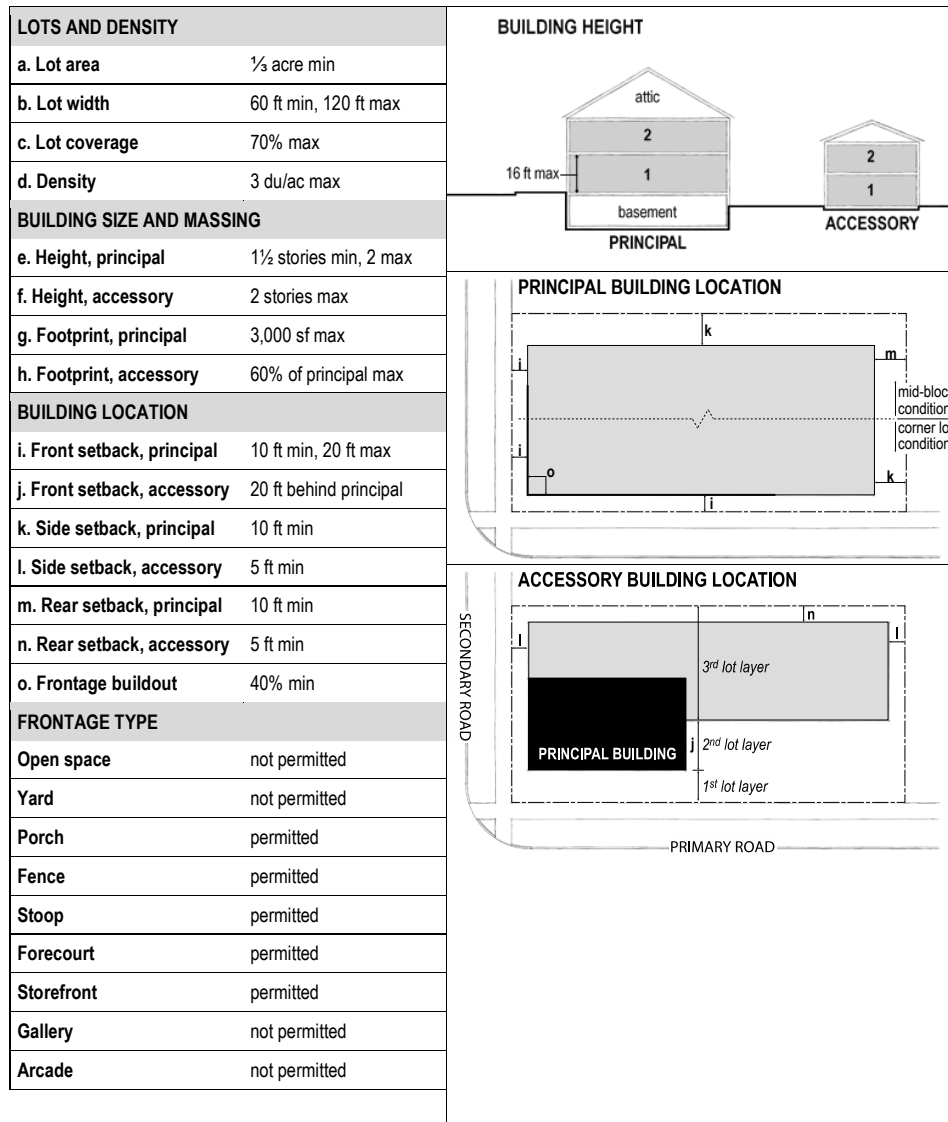 LOTS AND DENSITY
a. Lot area ⅓ acre min
b. Lot width 60 ft min, 120 ft max
c. Lot coverage 70% max
d. Density 3 du/ac max
BUILDING SIZE AND MASSING
e. Height, principal 1½ stories min, 2 max
f. Height, accessory 2 stories max
g. Footprint, principal 3,000 sf max
h. Footprint, accessory 60% of principal max
BUILDING LOCATION
i. Front setback, principal 10 ft min, 20 ft max
j. Front setback, accessory 20 ft behind principal
k. Side setback, principal 10 ft min
l. Side setback, accessory 5 ft min
m. Rear setback, principal 10 ft min
n. Rear setback, accessory 5 ft min
o. Frontage buildout 40% min
FRONTAGE TYPE
Open space not permitted
Yard not permitted
Porch permitted
Fence permitted
Stoop permitted
Forecourt permitted
Storefront permitted
Gallery not permitted
Arcade not permitted
BUILDING HEIGHT
attic
2
2
16 ft max
1
1
basement
ACCESSORY
PRINCIPAL
PRINCIPAL BUILDING LOCATION
k
i
m
mid-bloc
condition
corner lo
condition
i
o
k
i
ACCESSORY BUILDING LOCATION
n
l
l
3rd lot layer
SECONDARY ROAD
PRINCIPAL BUILDING
j
2nd lot layer
1st lot layer
PRIMARY ROAD